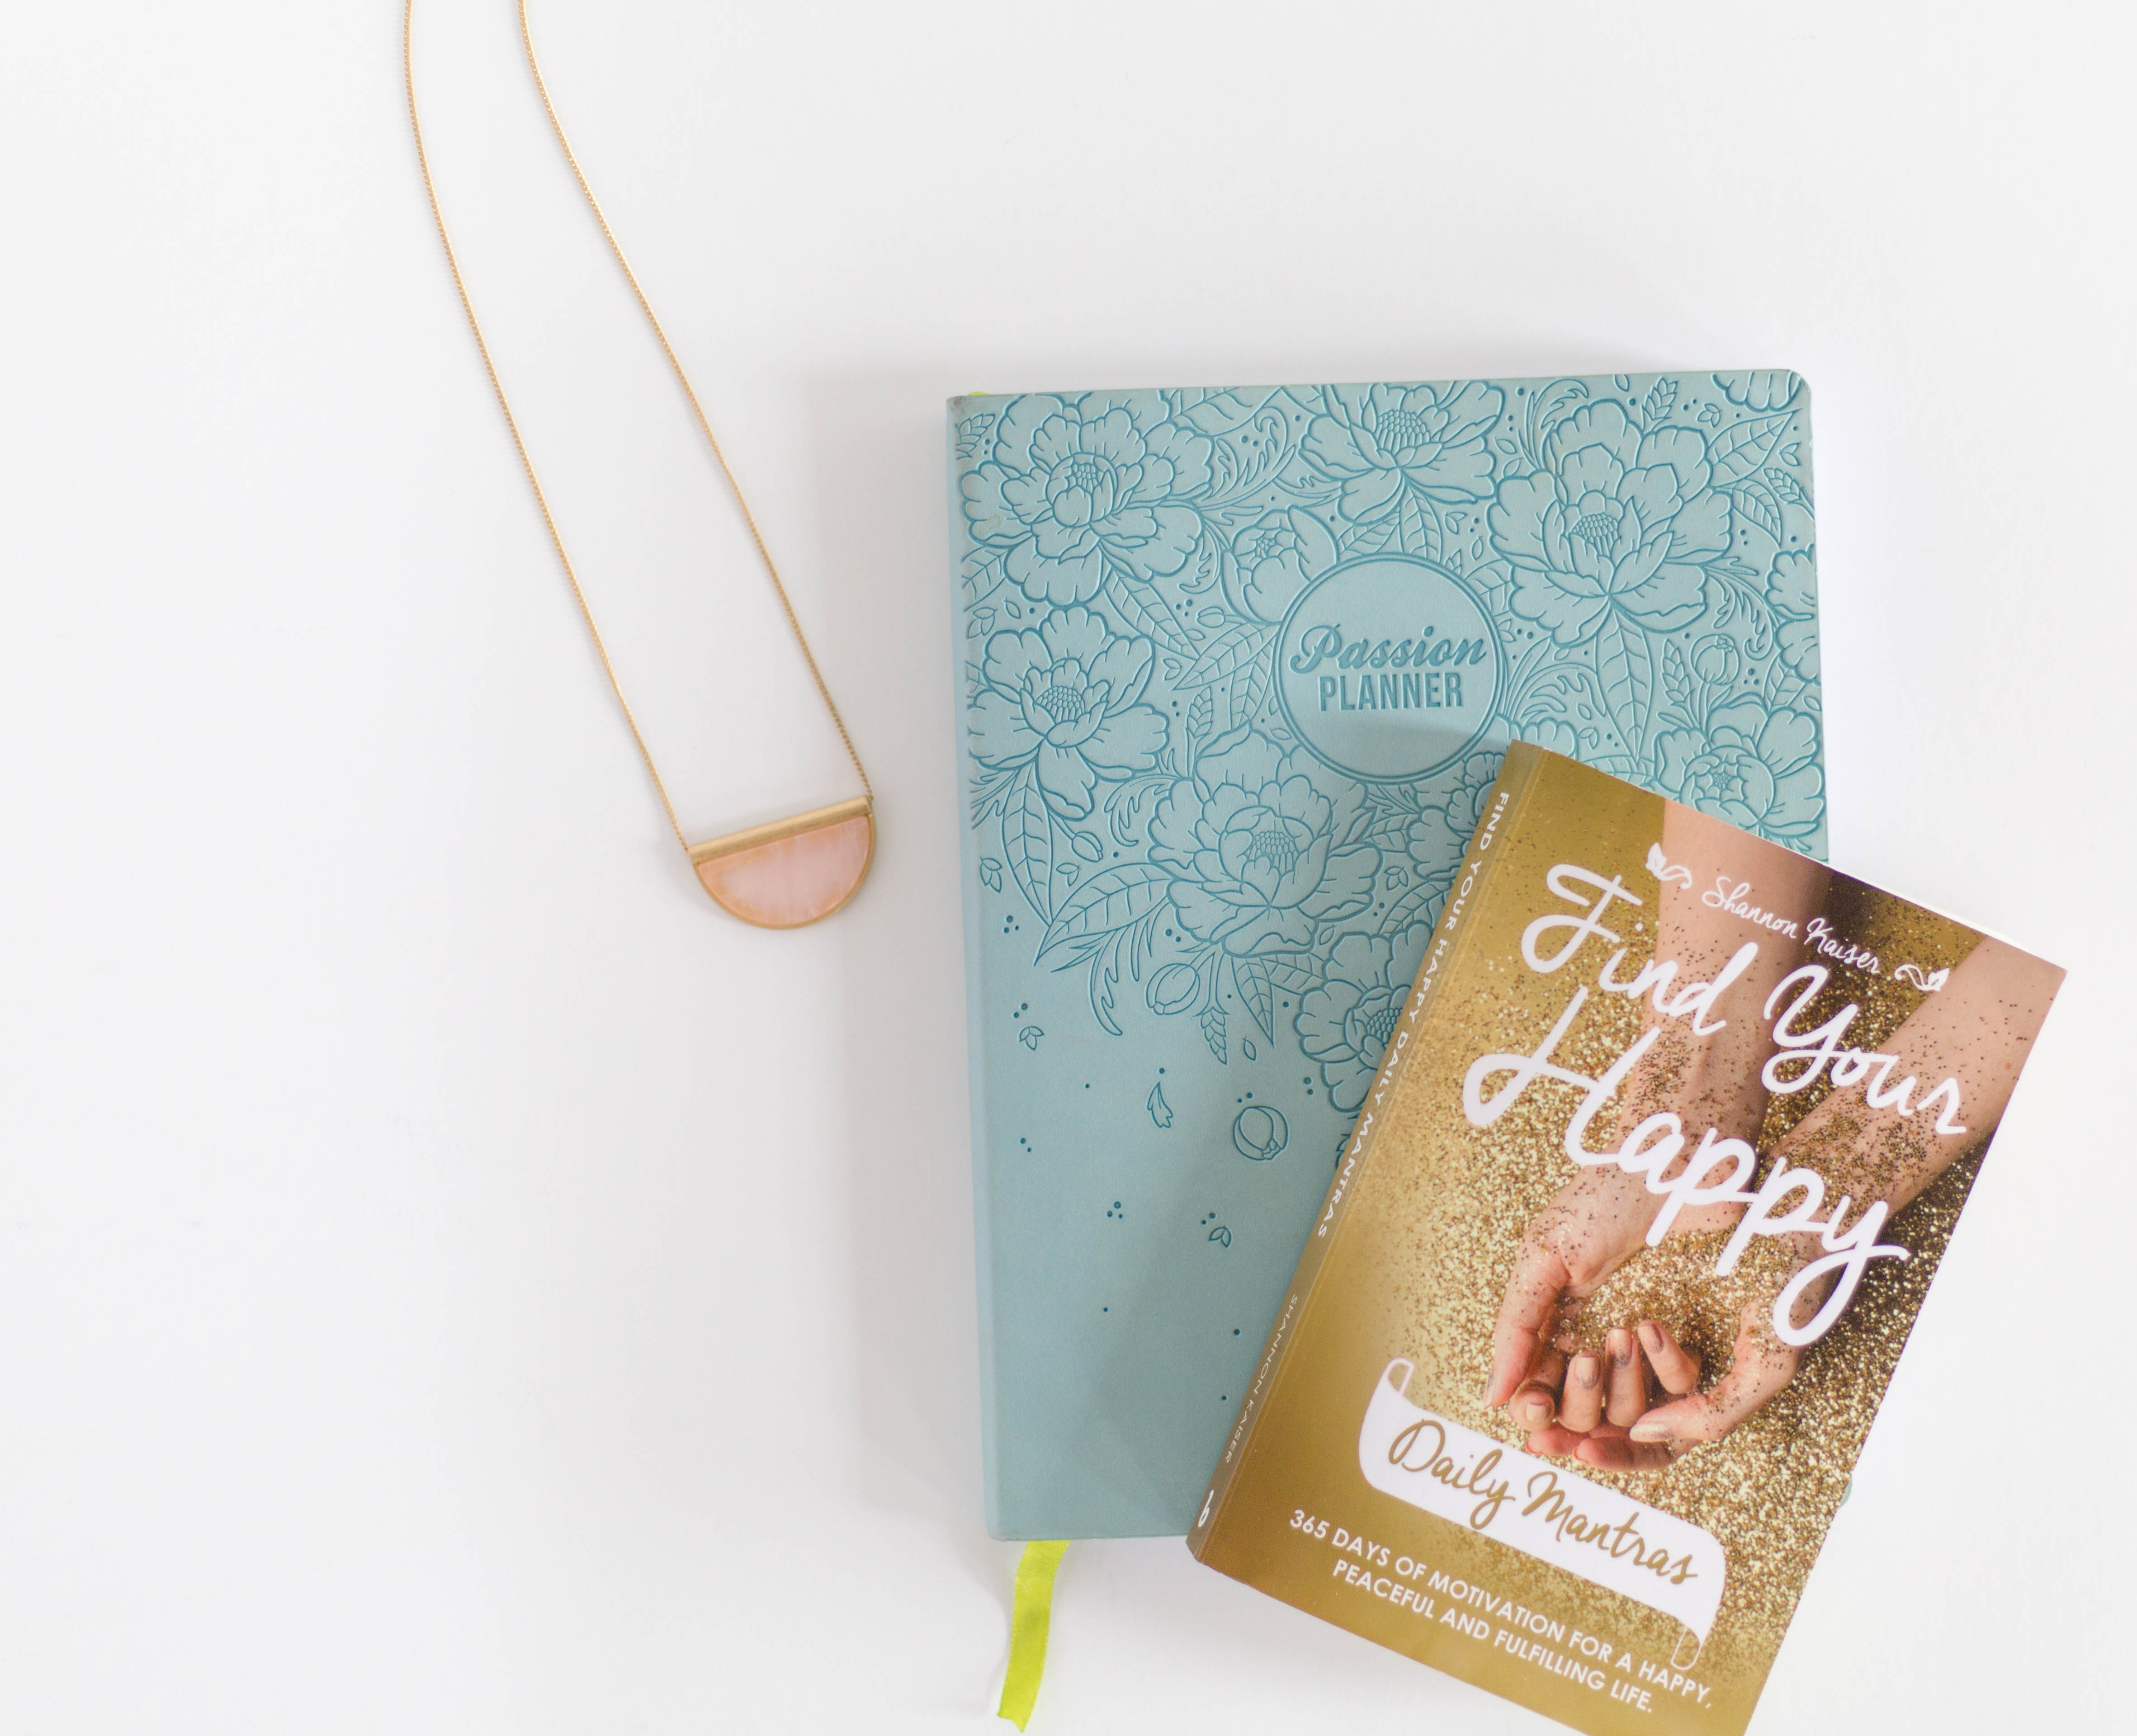 Passion
PLANNER
Shannon Kaiser
Find Your
Happy
Daily Mantras
365 DAYS OF MOTIVATION FOR A HAPPY,
PEACEFUL AND FULFILLING LIFE.
FIND YOUR HAPPY DAILY MANTRAS
SHANNON KAISER